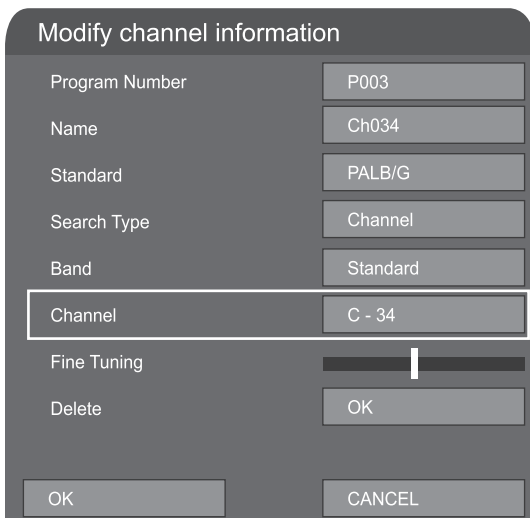 Modify channel information
Program Number P003
Name Ch034
Standard PALB/G
Search Type Channel
Band Standard
Channel C - 34
Fine Tuning
Delete OK
OK CANCEL